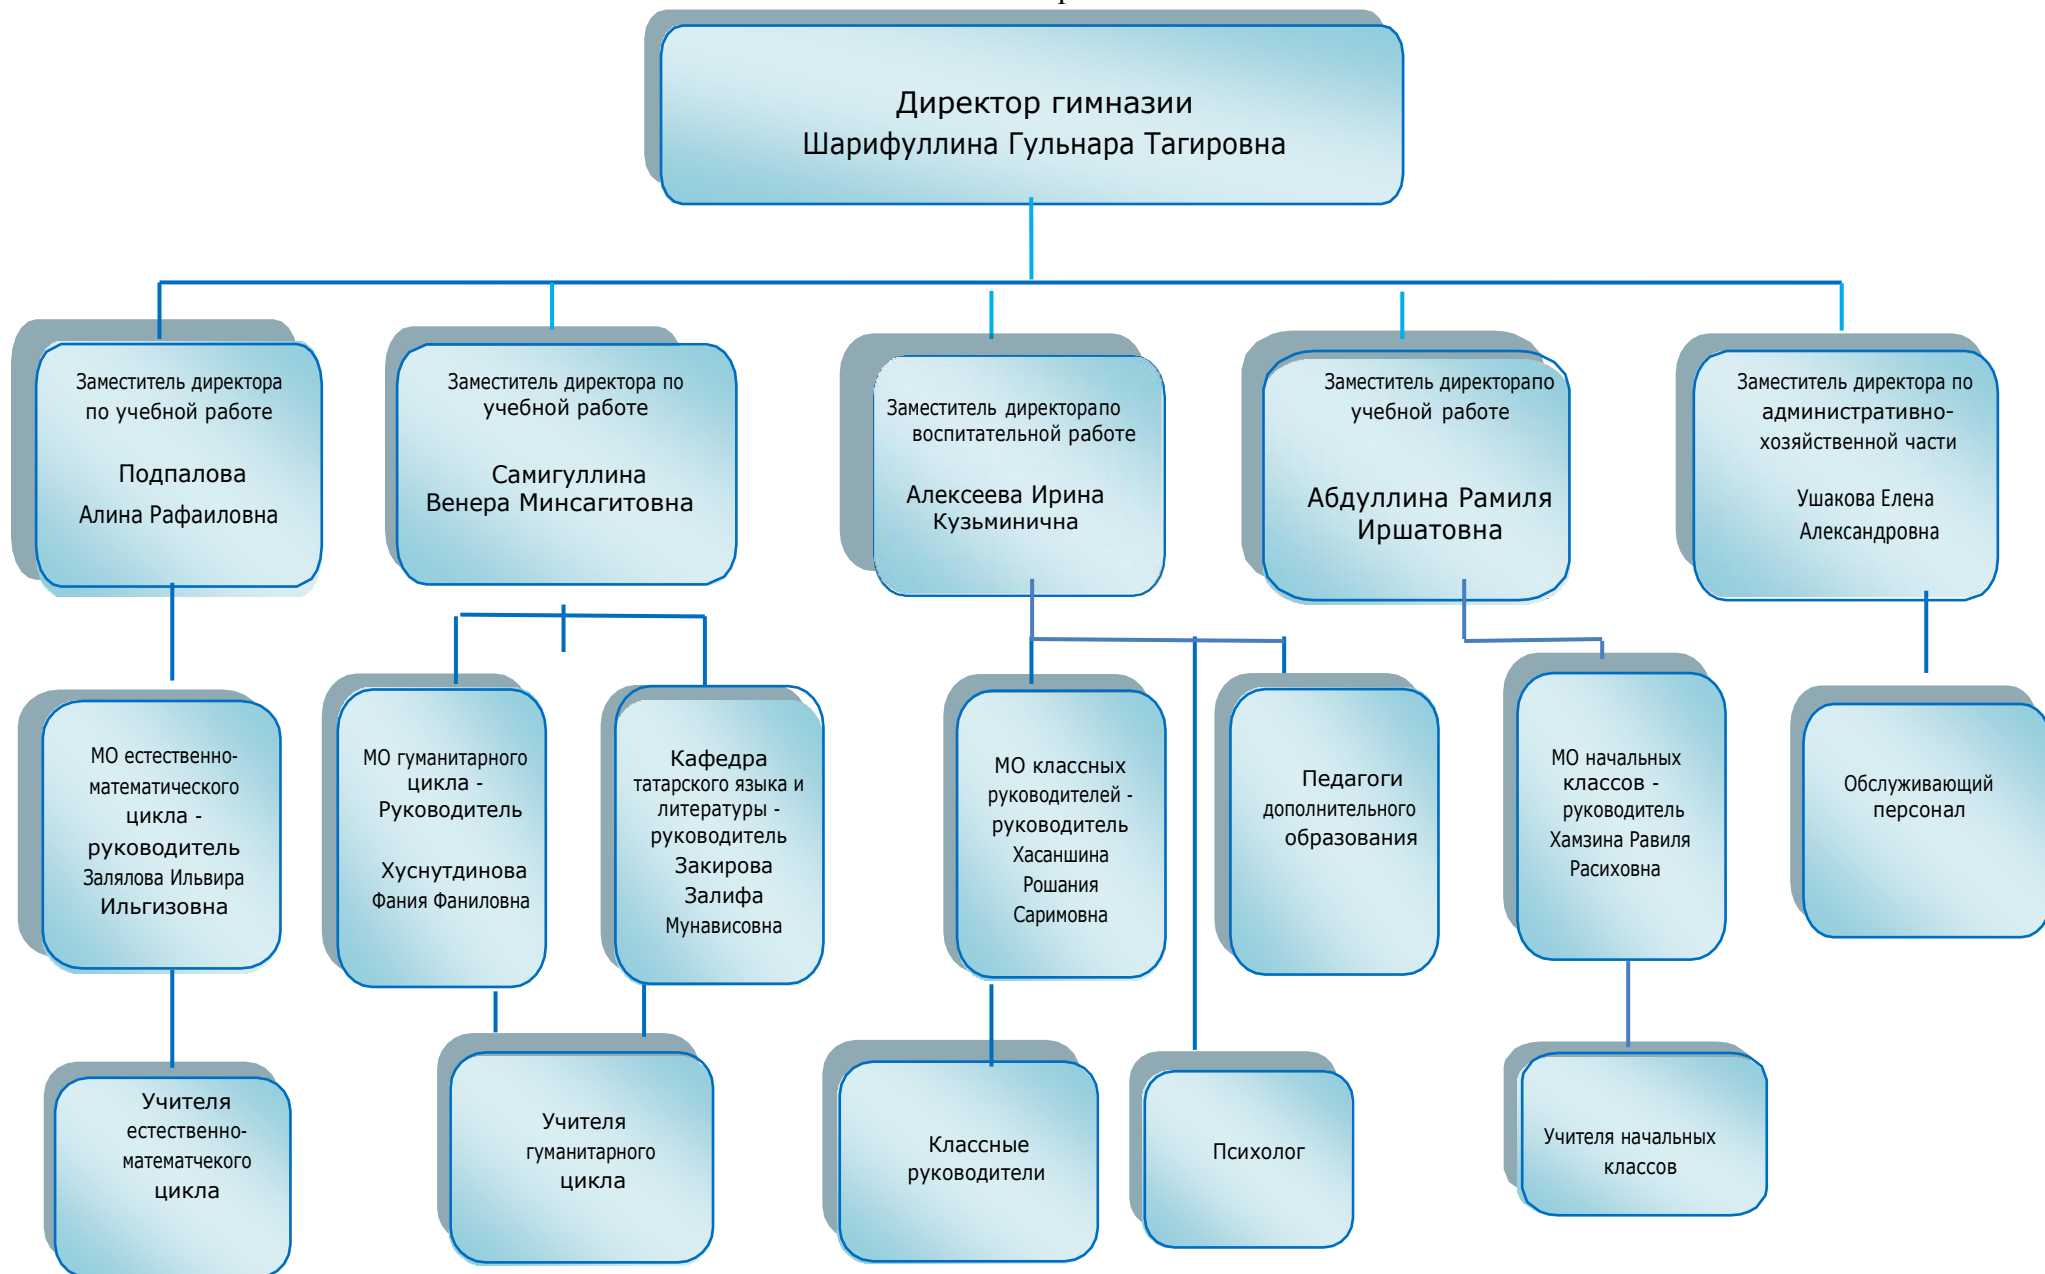 Директор гимназии
Шарифуллина Гульнара Тагировна
Заместитель директора
по учебной работе
Подпалова
Алина Рафаиловна
Заместитель директора по
учебной работе
Самигуллина
Венера Минсагитовна
Заместитель директорапо
воспитательной работе
Алексеева Ирина
Кузьминична
Заместитель директорапо
учебной работе
Абдуллина Рамиля
Иршатовна
Заместитель директора по
административно-
хозяйственной части
Ушакова Елена
Александровна
МО естественно-
математического
цикла -
руководитель
Залялова Ильвира
Ильгизовна
МО гуманитарного
цикла -
Руководитель
Хуснутдинова
Фания Фаниловна
Кафедра
татарского языка и
литературы -
руководитель
Закирова
Залифа
Мунависовна
МО классных
руководителей -
руководитель
Хасаншина
Рошания
Саримовна
Педагоги
дополнительного
образования
МО начальных
классов -
руководитель
Хамзина Равиля
Расиховна
Обслуживающий
персонал
Учителя
естественно-
математчекого
цикла
Учителя
гуманитарного
цикла
Классные
руководители
Психолог
Учителя начальных
классов